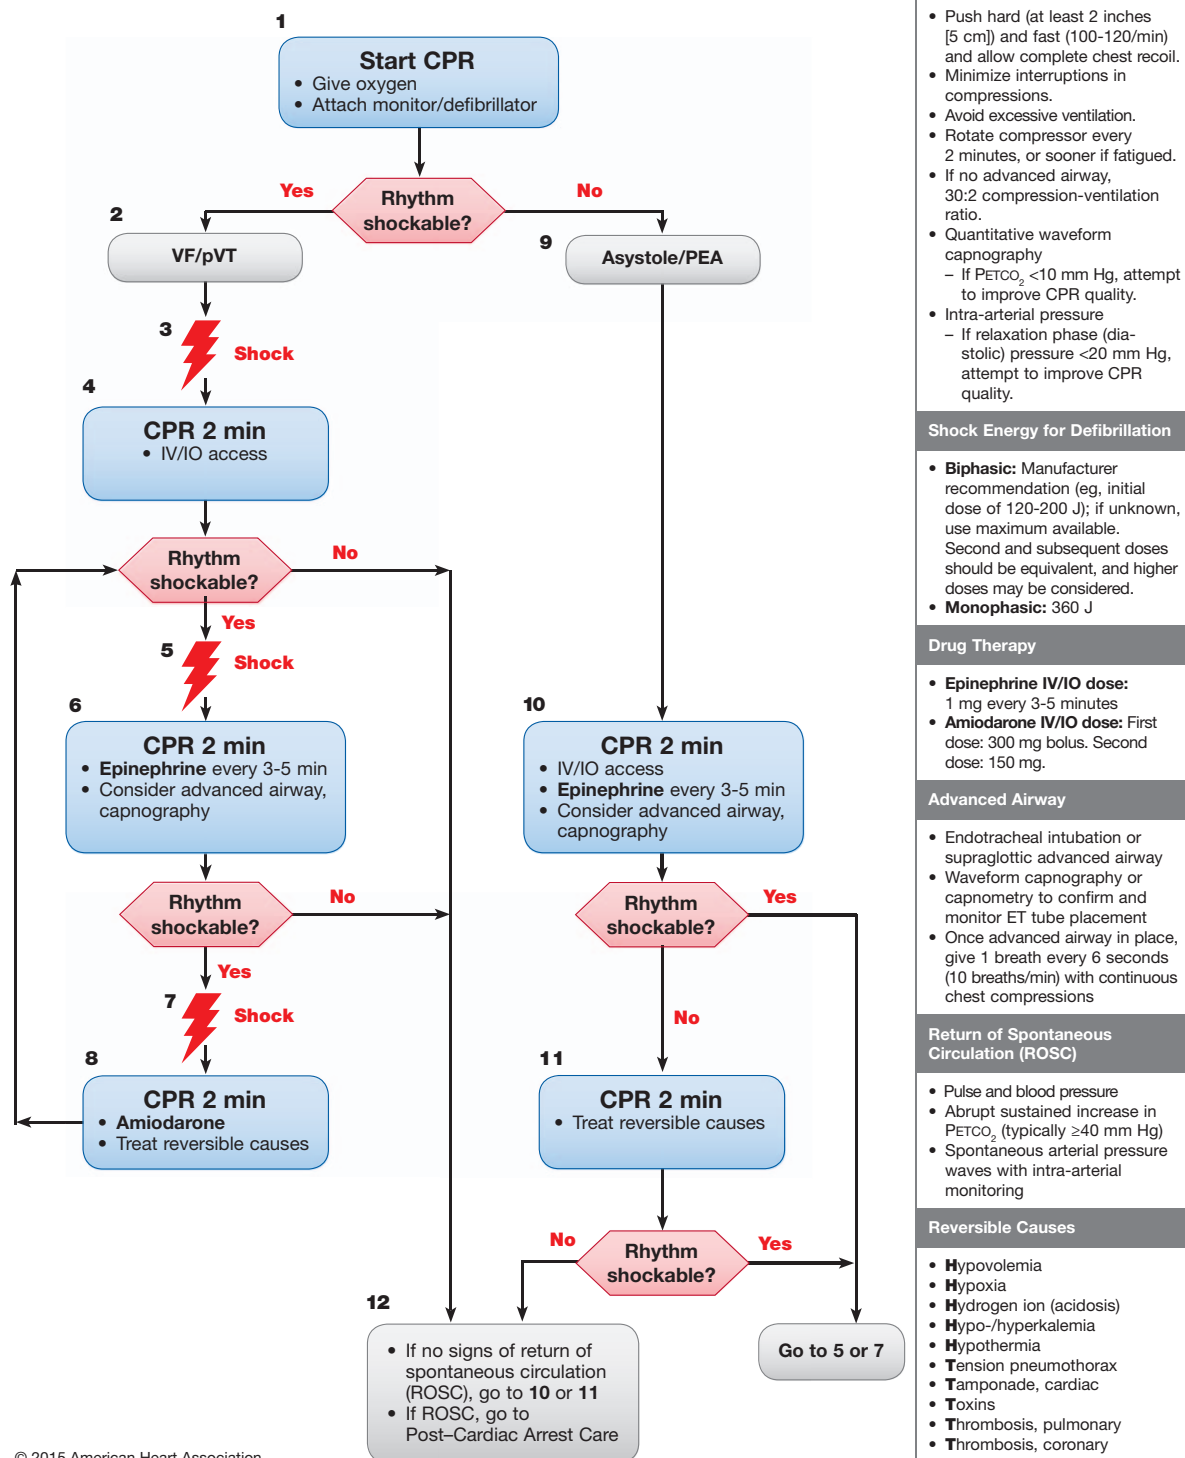 1
Start CPR
• Give oxygen
• Attach monitor/defibrillator
Yes
Rhythm
shockable?
No
2
VF/pVT
9
Asystole/PEA
3
Shock
4
CPR 2 min
• IV/IO access
Rhythm
shockable?
No
Yes
5
Shock
6
CPR 2 min
• Epinephrine every 3-5 min
• Consider advanced airway,
capnography
Rhythm
shockable?
No
Yes
7
Shock
8
CPR 2 min
• Amiodarone
• Treat reversible causes
10
CPR 2 min
• IV/IO access
• Epinephrine every 3-5 min
• Consider advanced airway,
capnography
Rhythm
shockable?
Yes
No
11
CPR 2 min
• Treat reversible causes
No
Rhythm
shockable?
Yes
12
• If no signs of return of
spontaneous circulation
(ROSC), go to 10 or 11
• If ROSC, go to
Post–Cardiac Arrest Care
Go to 5 or 7
© 2015 American Heart Association
• Push hard (at least 2 inches
[5 cm]) and fast (100-120/min)
and allow complete chest recoil.
• Minimize interruptions in
compressions.
• Avoid excessive ventilation.
• Rotate compressor every
2 minutes, or sooner if fatigued.
• If no advanced airway,
30:2 compression-ventilation
ratio.
• Quantitative waveform
capnography
– If PETCO2 <10 mm Hg, attempt
to improve CPR quality.
• Intra-arterial pressure
– If relaxation phase (dia-
stolic) pressure <20 mm Hg,
attempt to improve CPR
quality.
Shock Energy for Defibrillation
• Biphasic: Manufacturer
recommendation (eg, initial
dose of 120-200 J); if unknown,
use maximum available.
Second and subsequent doses
should be equivalent, and higher
doses may be considered.
• Monophasic: 360 J
Drug Therapy
• Epinephrine IV/IO dose:
1 mg every 3-5 minutes
• Amiodarone IV/IO dose: First
dose: 300 mg bolus. Second
dose: 150 mg.
Advanced Airway
• Endotracheal intubation or
supraglottic advanced airway
• Waveform capnography or
capnometry to confirm and
monitor ET tube placement
• Once advanced airway in place,
give 1 breath every 6 seconds
(10 breaths/min) with continuous
chest compressions
Return of Spontaneous
Circulation (ROSC)
• Pulse and blood pressure
• Abrupt sustained increase in
PETCO2 (typically ≥40 mm Hg)
• Spontaneous arterial pressure
waves with intra-arterial
monitoring
Reversible Causes
• Hypovolemia
• Hypoxia
• Hydrogen ion (acidosis)
• Hypo-/hyperkalemia
• Hypothermia
• Tension pneumothorax
• Tamponade, cardiac
• Toxins
• Thrombosis, pulmonary
• Thrombosis, coronary